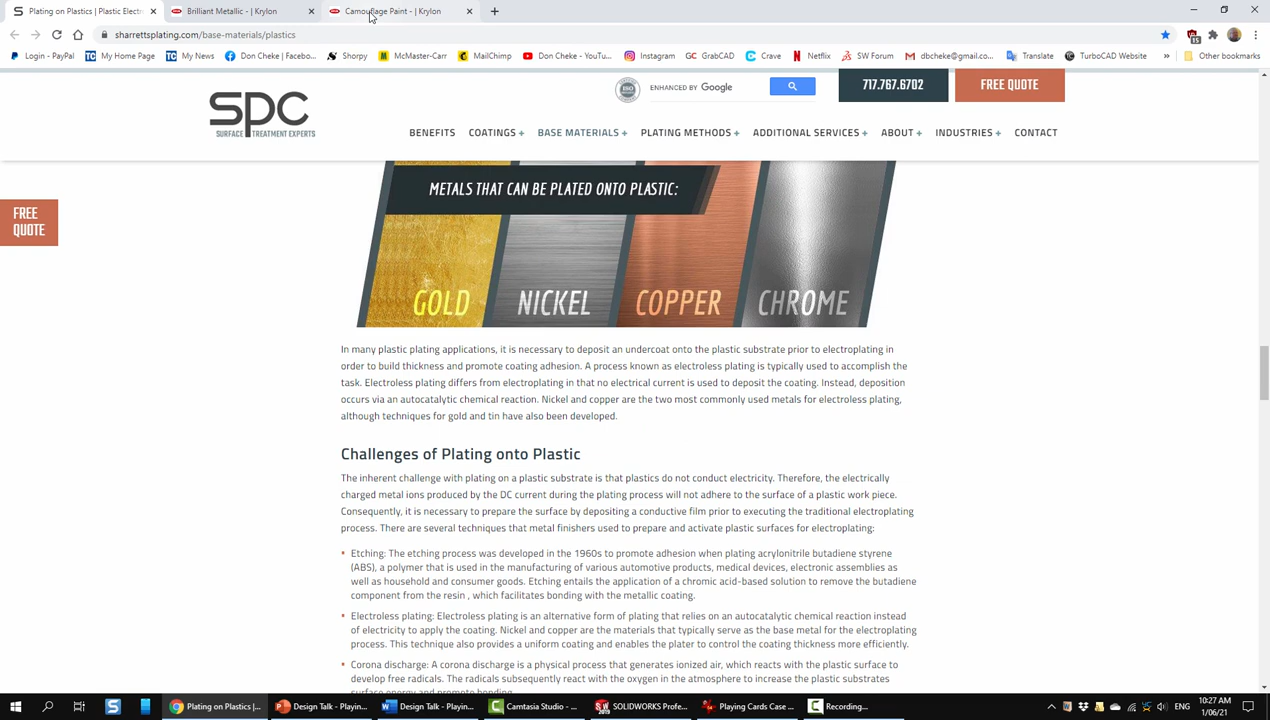 Plating on Plastics | Plastic Electr
Brilliant Metallic - | Krylon
Camouflage Paint - | Krylon
sharrettsplating.com/base-materials/plastics
Login - PayPal
My Home Page
My News
Don Cheke | Facebo...
Shorpy
McMaster-Carr
MailChimp
Don Cheke - YouTu...
Instagram
GrabCAD
Crave
Netflix
SW Forum
dbcheke@gmail.co...
Translate
TurboCAD Website
»
Other bookmarks
SPC
SURFACE TREATMENT EXPERTS
ISO
ENHANCED BY Google
717.767.6702
FREE QUOTE
BENEFITS
COATINGS +
BASE MATERIALS +
PLATING METHODS +
ADDITIONAL SERVICES +
ABOUT +
INDUSTRIES +
CONTACT
FREE
QUOTE
METALS THAT CAN BE PLATED ONTO PLASTIC:
GOLD NICKEL COPPER CHROME
In many plastic plating applications, it is necessary to deposit an undercoat onto the plastic substrate prior to electroplating in
order to build thickness and promote coating adhesion. A process known as electroless plating is typically used to accomplish the
task. Electroless plating differs from electroplating in that no electrical current is used to deposit the coating. Instead, deposition
occurs via an autocatalytic chemical reaction. Nickel and copper are the two most commonly used metals for electroless plating,
although techniques for gold and tin have also been developed.
Challenges of Plating onto Plastic
The inherent challenge with plating on a plastic substrate is that plastics do not conduct electricity. Therefore, the electrically
charged metal ions produced by the DC current during the plating process will not adhere to the surface of a plastic work piece.
Consequently, it is necessary to prepare the surface by depositing a conductive film prior to executing the traditional electroplating
process. There are several techniques that metal finishers used to prepare and activate plastic surfaces for electroplating:
Etching: The etching process was developed in the 1960s to promote adhesion when plating acrylonitrile butadiene styrene
(ABS), a polymer that is used in the manufacturing of various automotive products, medical devices, electronic assemblies as
well as household and consumer goods. Etching entails the application of a chromic acid-based solution to remove the butadiene
component from the resin , which facilitates bonding with the metallic coating.
Electroless plating: Electroless plating is an alternative form of plating that relies on an autocatalytic chemical reaction instead
of electricity to apply the coating. Nickel and copper are the materials that typically serve as the base metal for the electroplating
process. This technique also provides a uniform coating and enables the plater to control the coating thickness more efficiently.
Corona discharge: A corona discharge is a physical process that generates ionized air, which reacts with the plastic surface to
develop free radicals. The radicals subsequently react with the oxygen in the atmosphere to increase the plastic substrates
surface energy and promote bonding.
Plating on Plastics |...
Design Talk - Playin...
Design Talk - Playin...
Camtasia Studio - ...
SOLIDWORKS Profe...
Playing Cards Case ...
Recording...
ENG
10:27 AM
1/06/21